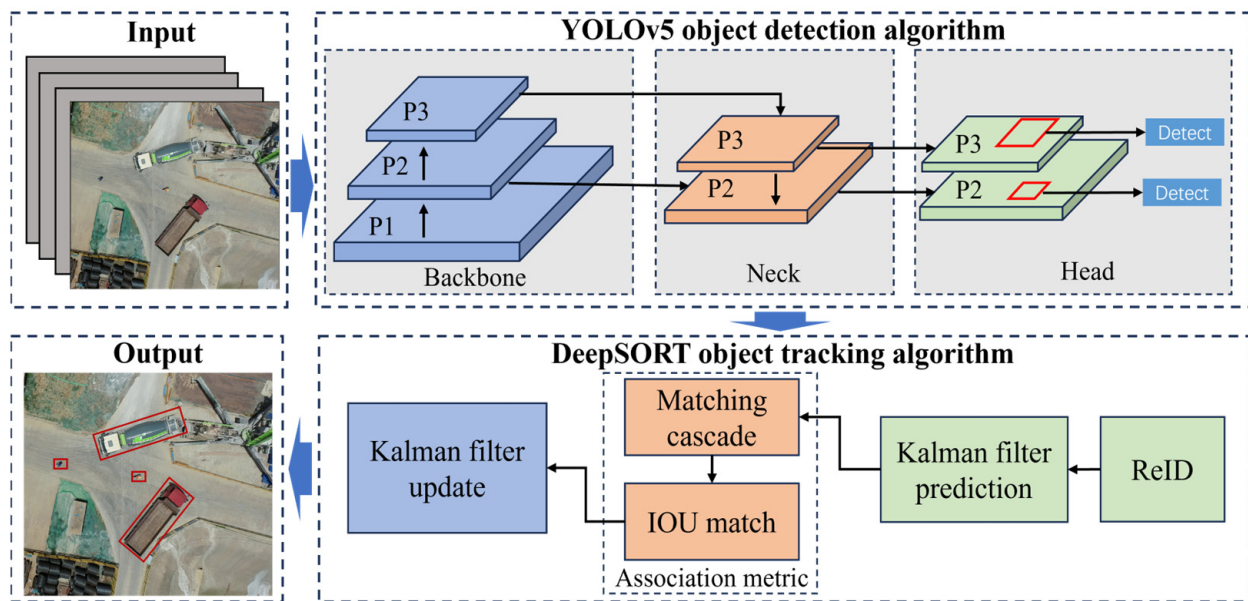 Input
YOLOv5 object detection algorithm
P3
P2
P1
Backbone
P3
P2
Neck
P3
P2
Head
Detect
Detect
Output
DeepSORT object tracking algorithm
Kalman filter
update
Matching
cascade
IOU match
Association metric
Kalman filter
prediction
ReID